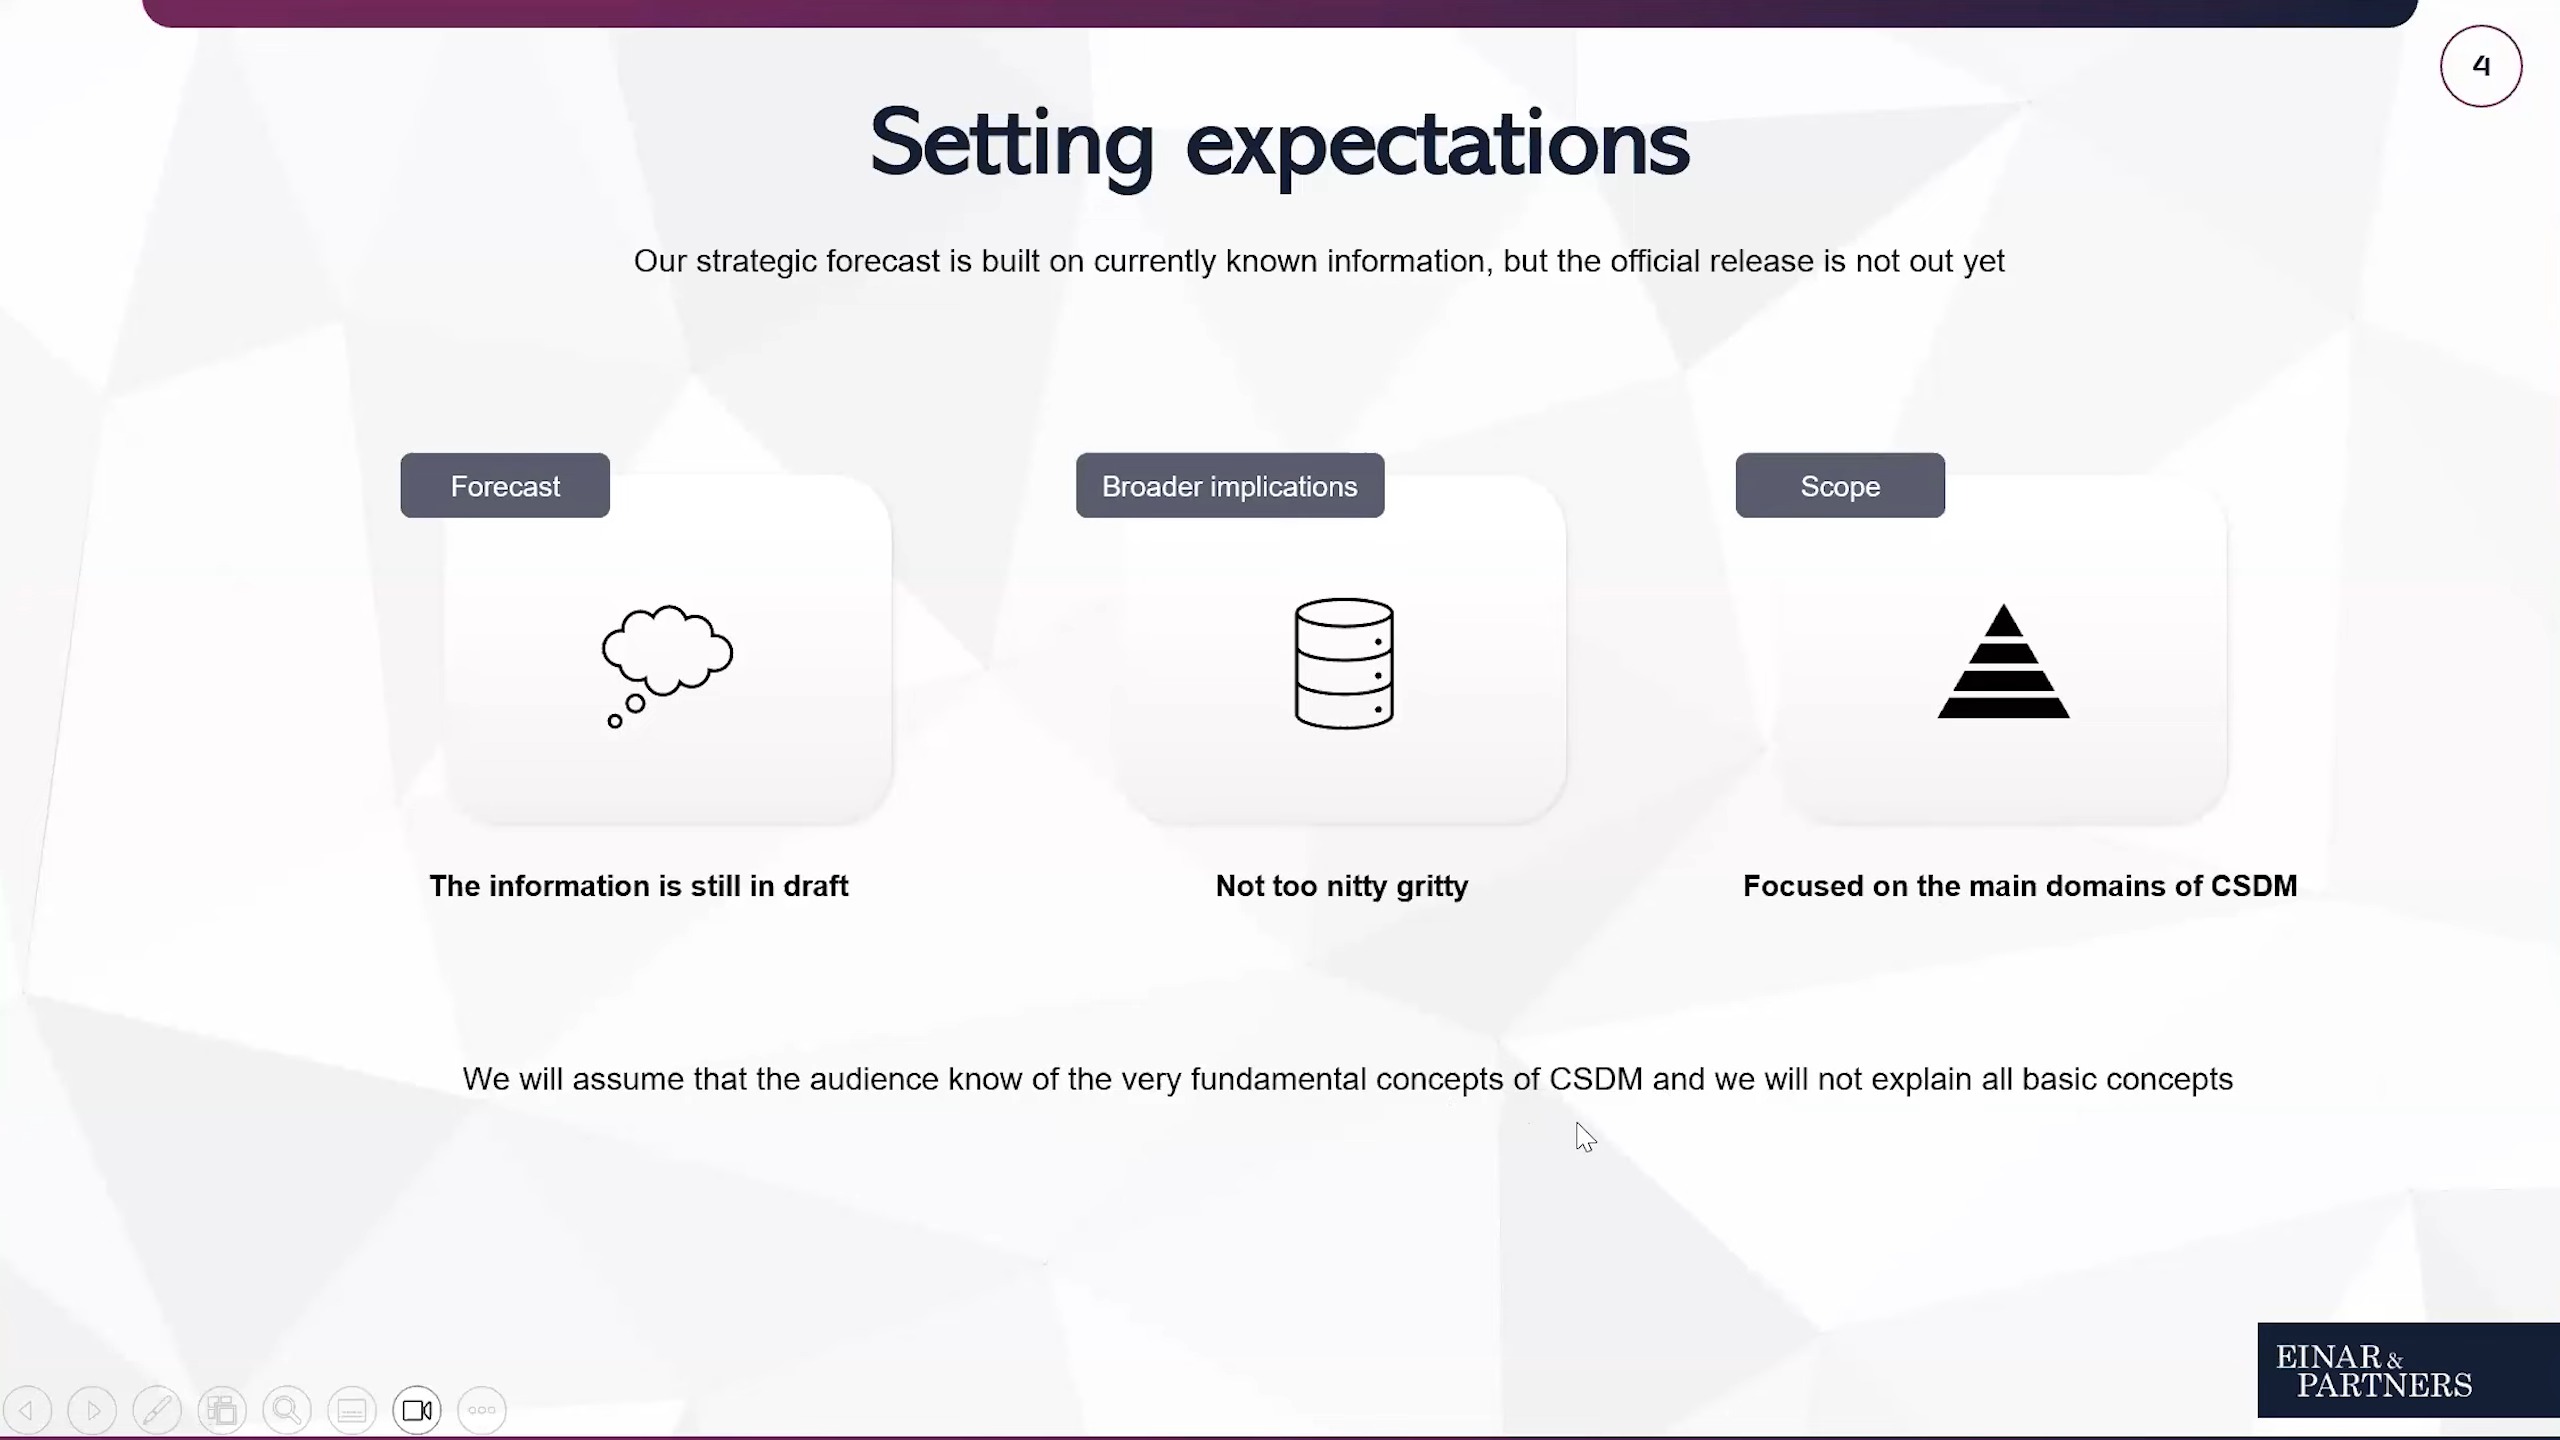 4
Setting expectations
Our strategic forecast is built on currently known information, but the official release is not out yet
Forecast
Broader implications
Scope
The information is still in draft
Not too nitty gritty
Focused on the main domains of CSDM
We will assume that the audience know of the very fundamental concepts of CSDM and we will not explain all basic concepts
EINAR &
PARTNERS